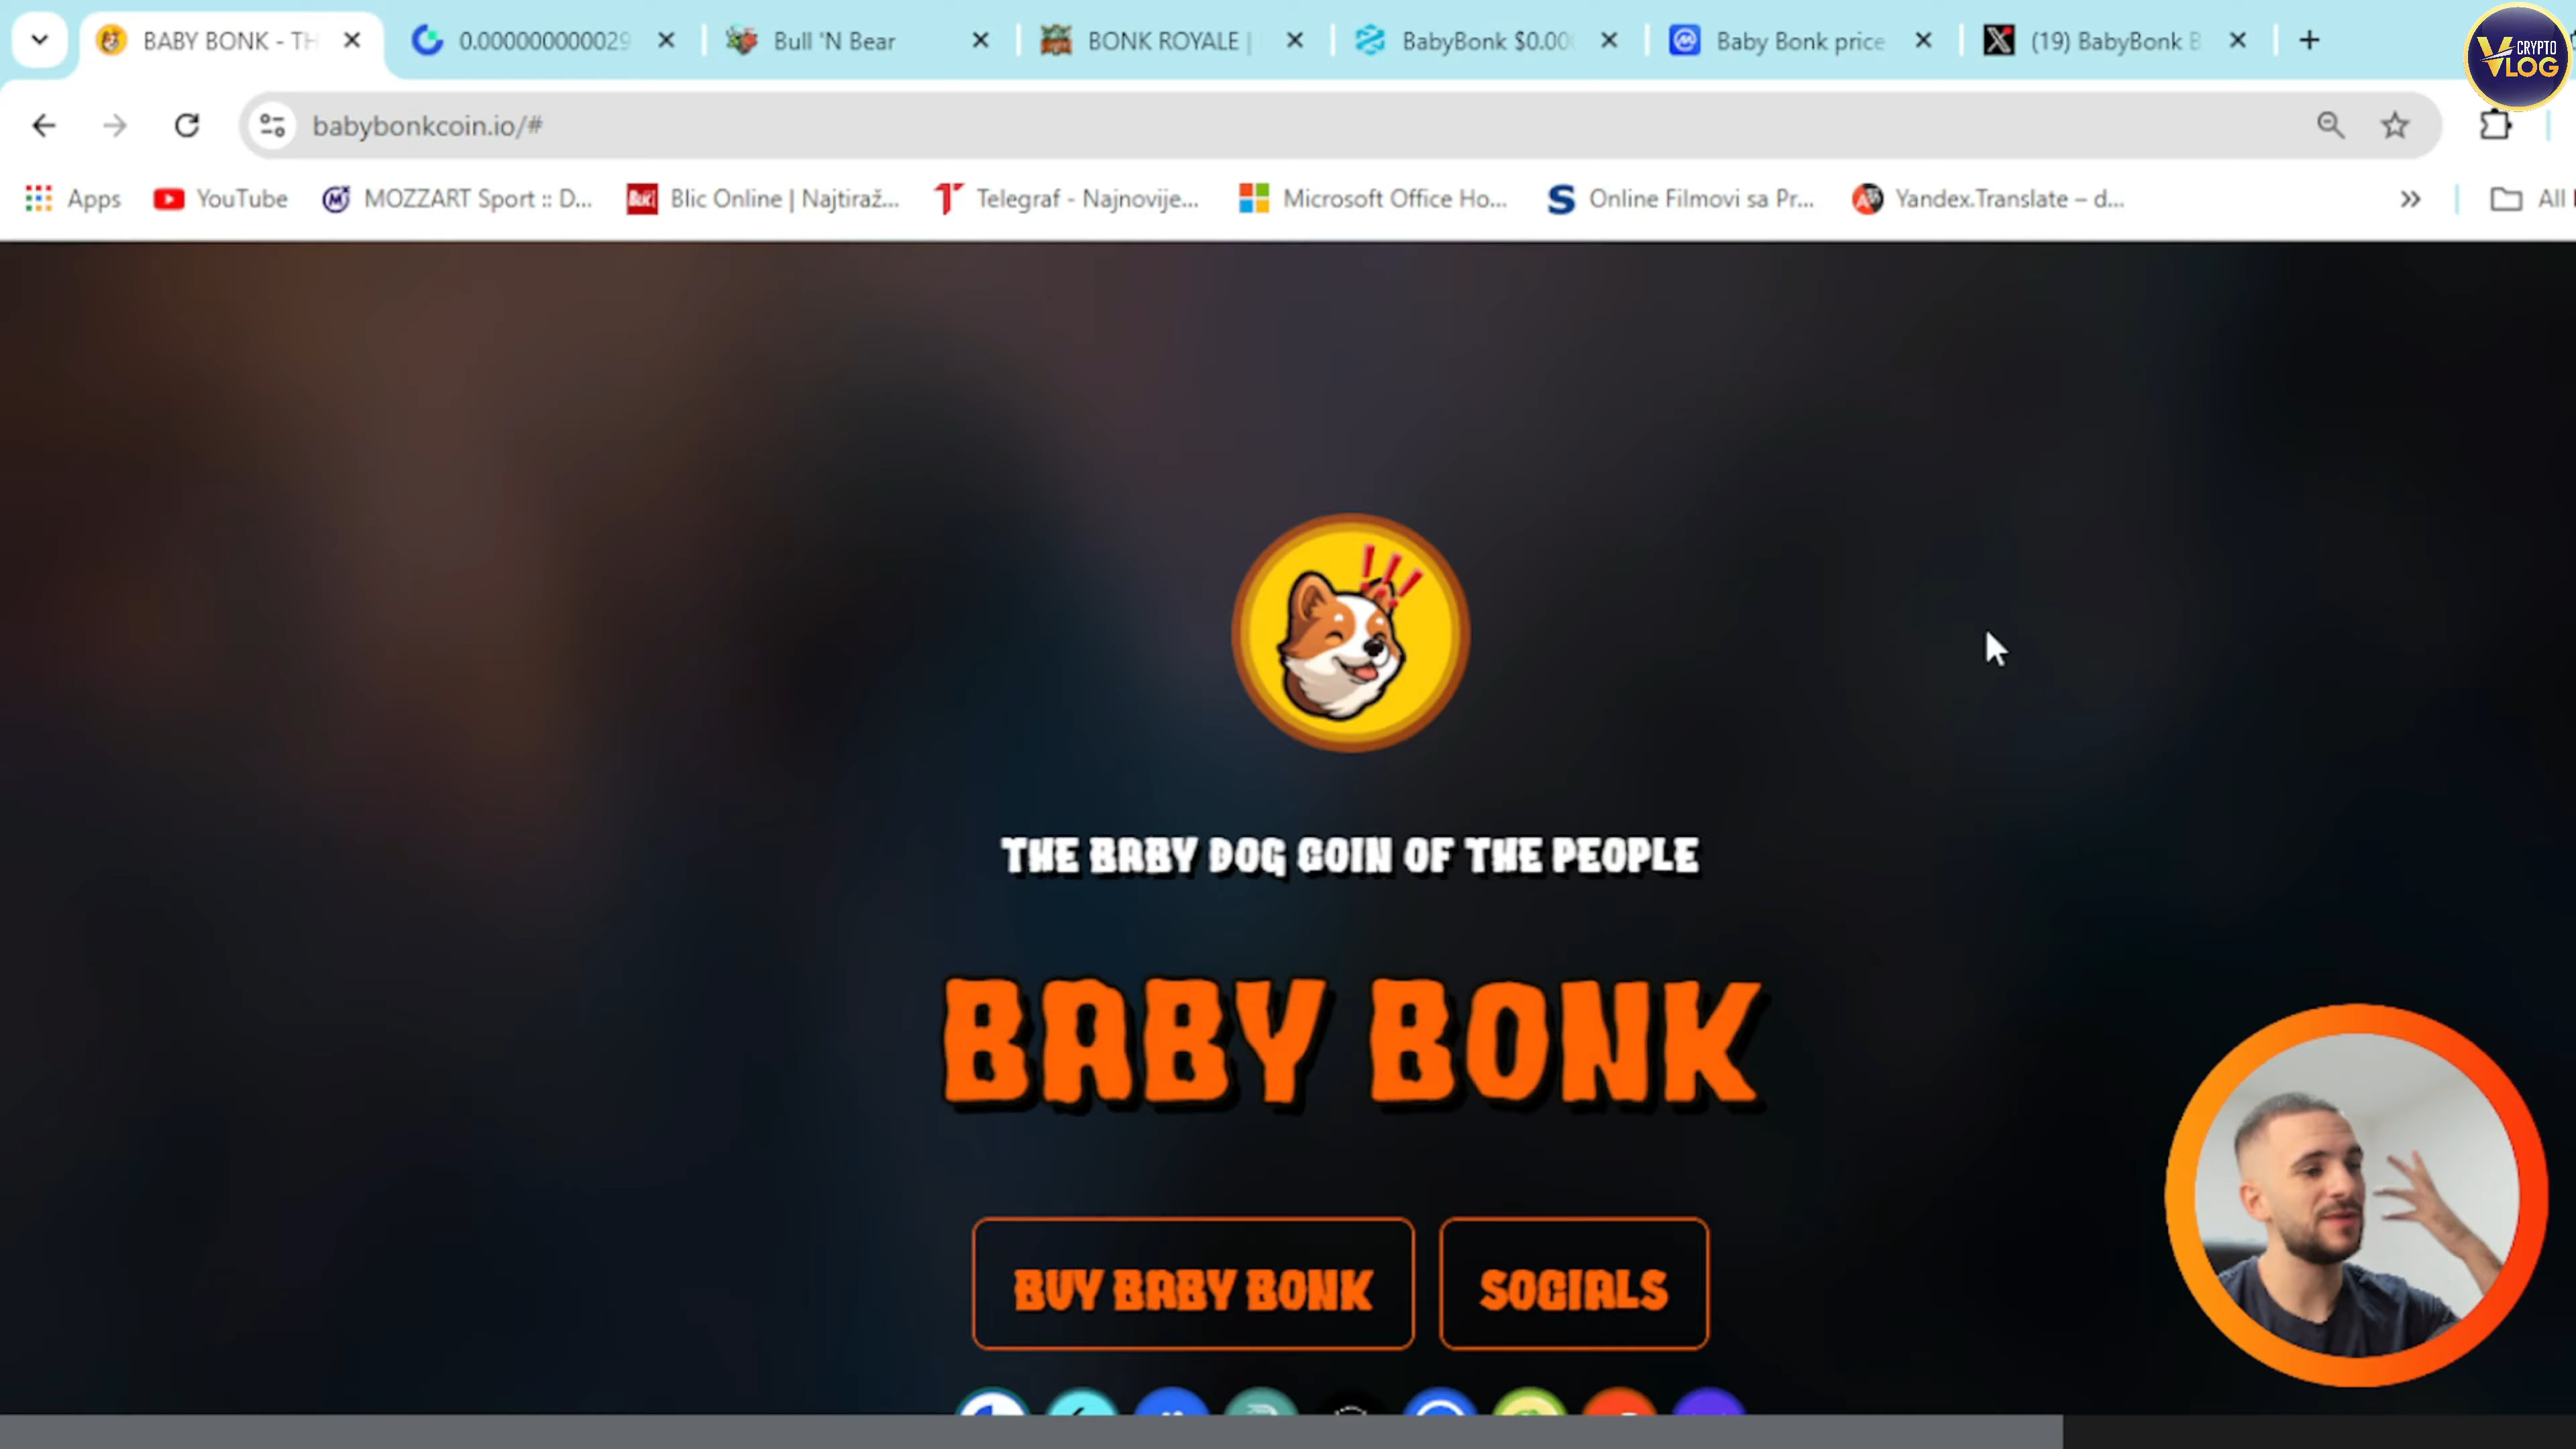 BABY BONK - TH
0.000000000029
Bull 'N Bear
BONK ROYALE |
BabyBonk $0.00
Baby Bonk price
(19) BabyBonk B
CRYPTO
VLOG
babybonkcoin.io/#
Apps
YouTube
MOZZART Sport :: D...
Blic Online | Najtiraž...
Telegraf - Najnovije...
Microsoft Office Ho...
Online Filmovi sa Pr...
Yandex.Translate – d...
All
THE BABY DOG COIN OF THE PEOPLE
BABY BONK
BUY BABY BONK
SOCIALS